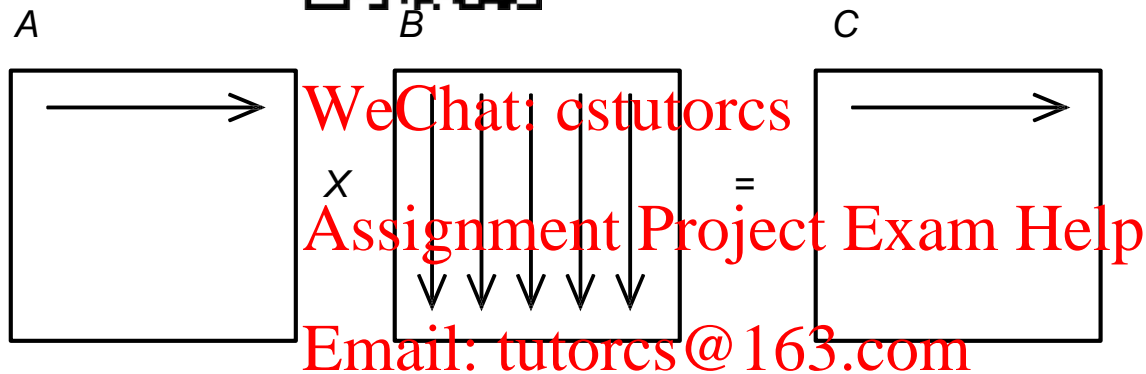 A B C
WeChat: cstutorcs
X =
Assignment Project Exam Help
Email: tutorcs@163.com